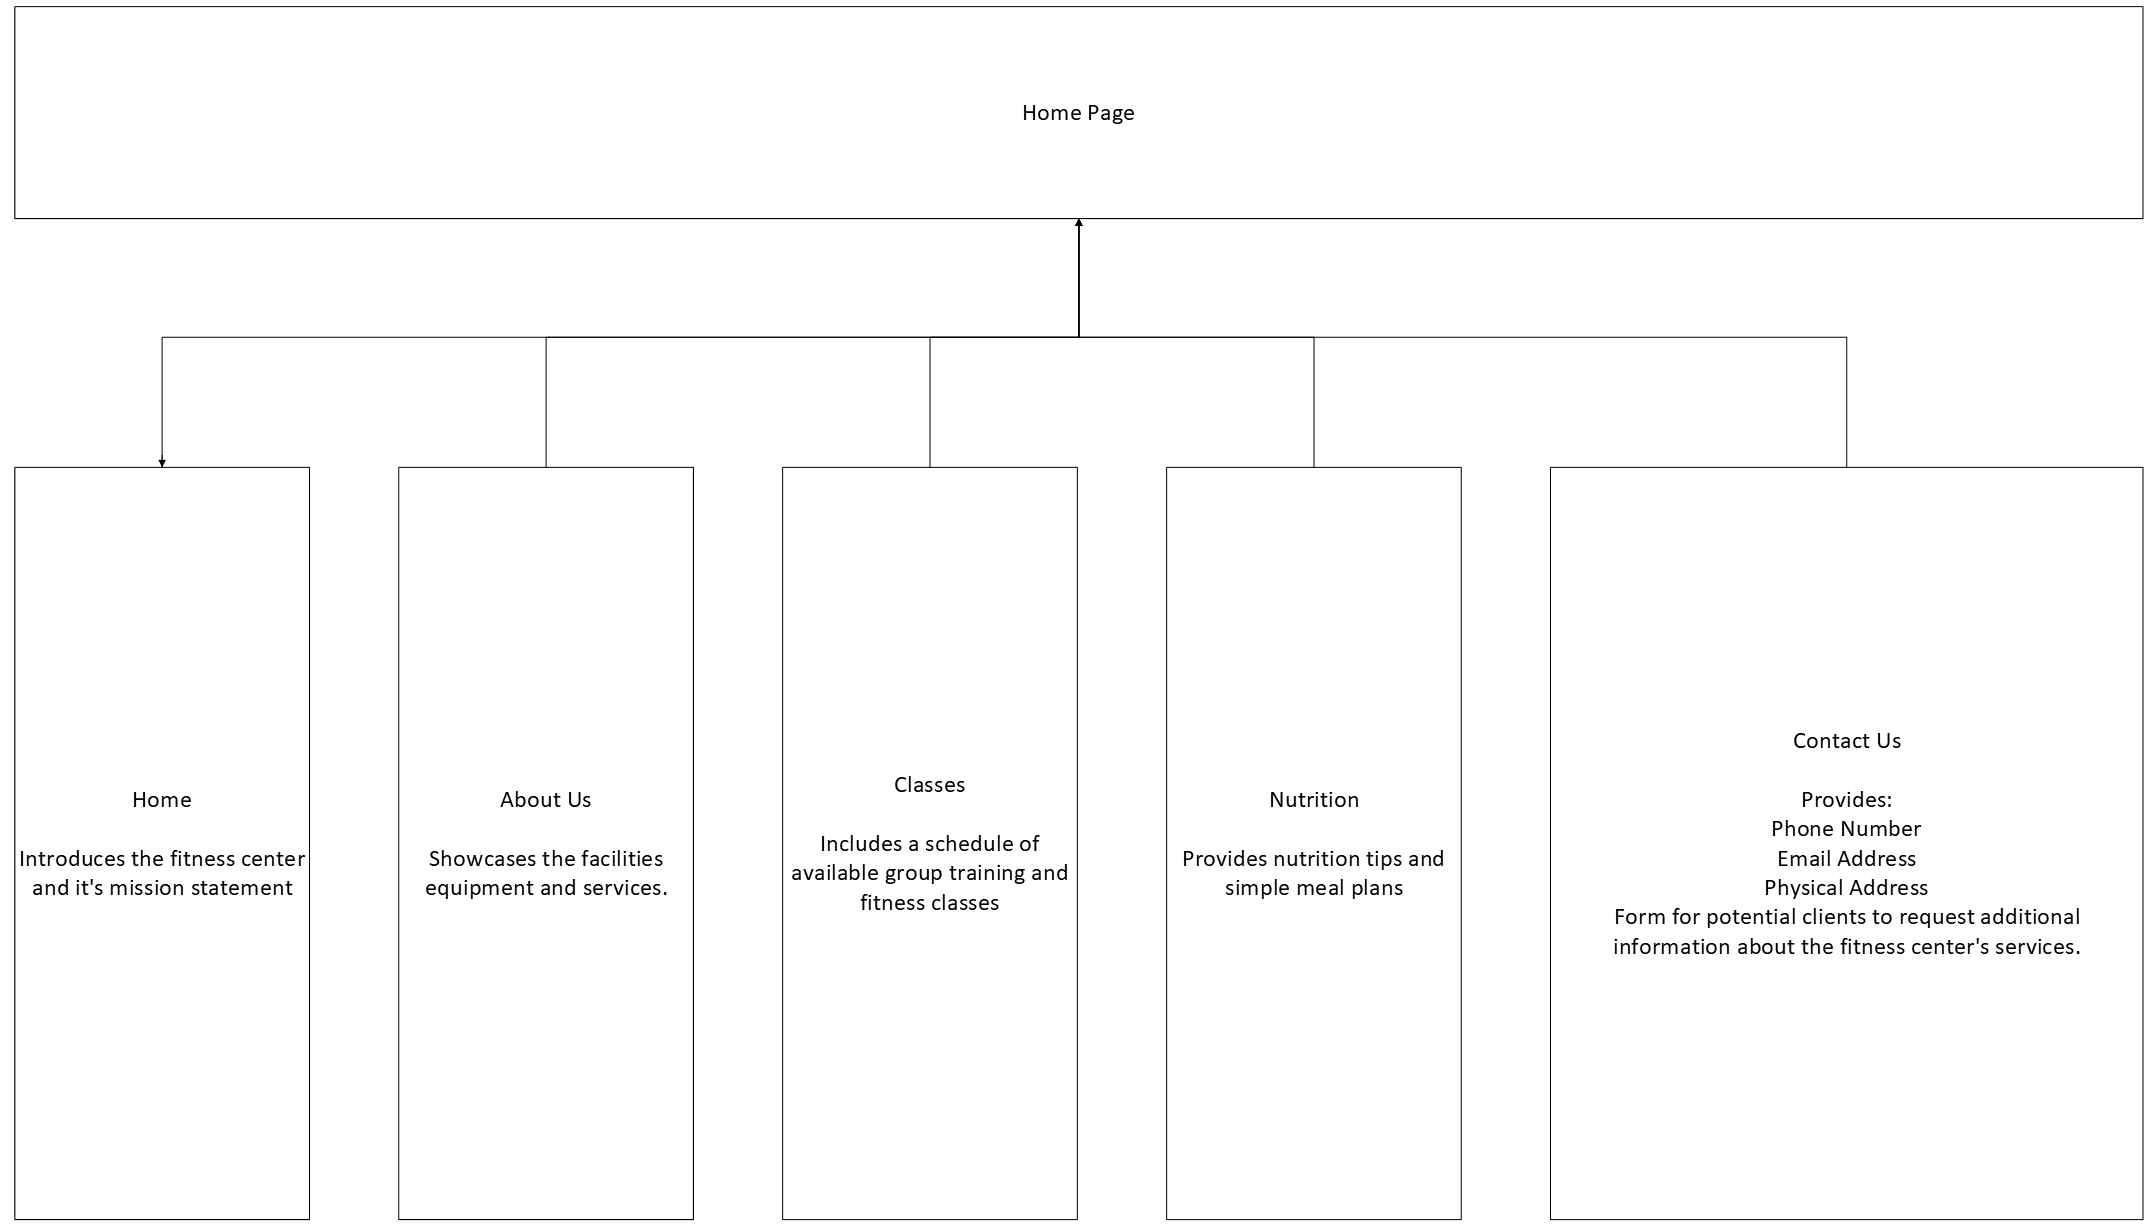 Home Page
Home
Introduces the fitness center
and it's mission statement
About Us
Showcases the facilities
equipment and services.
Classes
Includes a schedule of
available group training and
fitness classes
Nutrition
Provides nutrition tips and
simple meal plans
Contact Us
Provides:
Phone Number
Email Address
Physical Address
Form for potential clients to request additional
information about the fitness center's services.